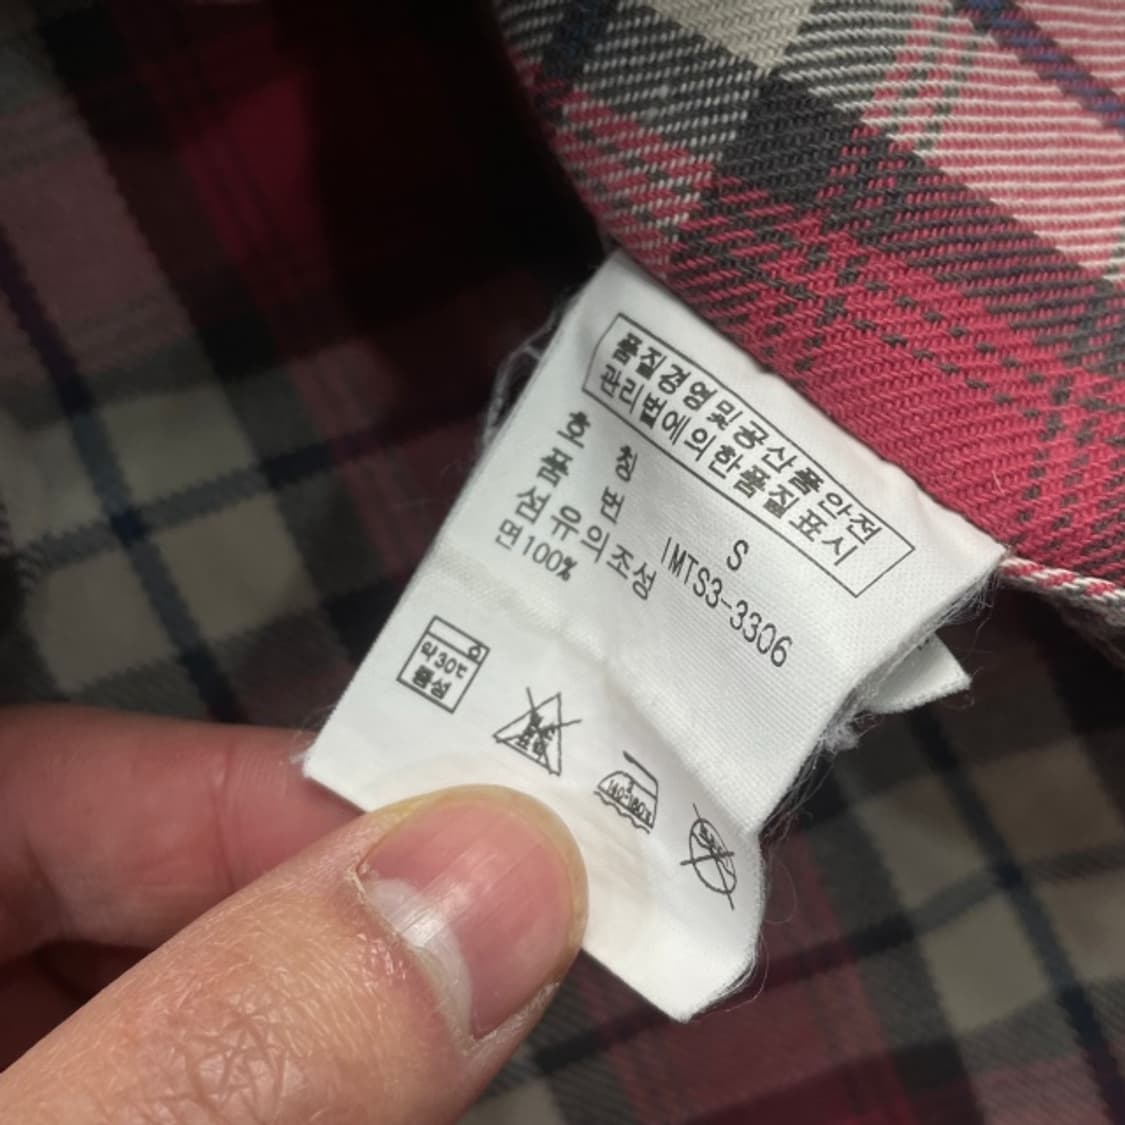 품질경영및공산품안전
관리법에의한품질표시
호 칭 S
품 번 IMTS3-3306
섬유의조성
면100%
약30℃
중성
140~160℃